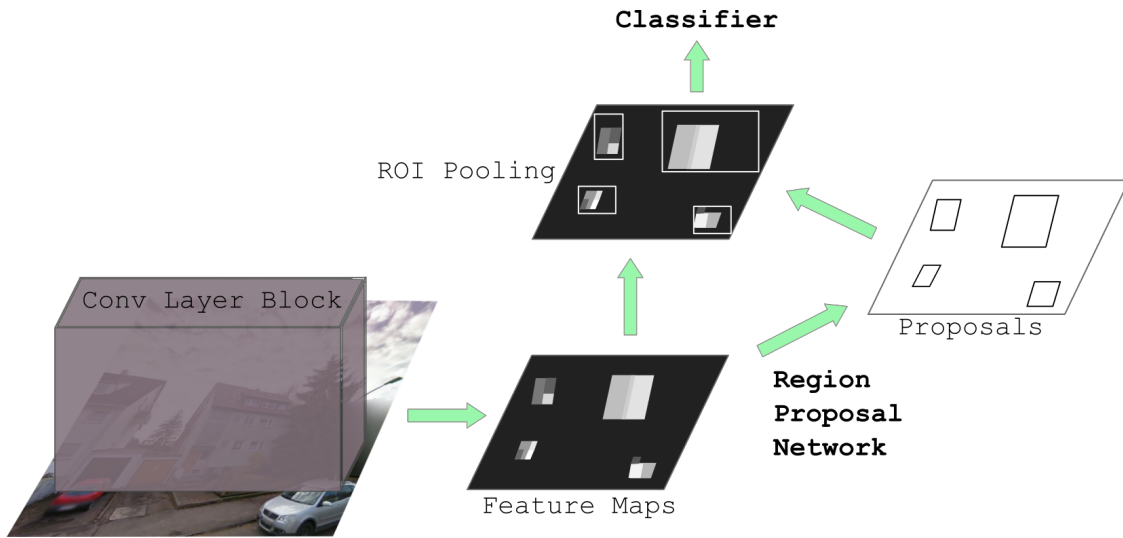 Classifier
ROI Pooling
Conv Layer Block
Proposals
Region
Proposal
Network
Feature Maps